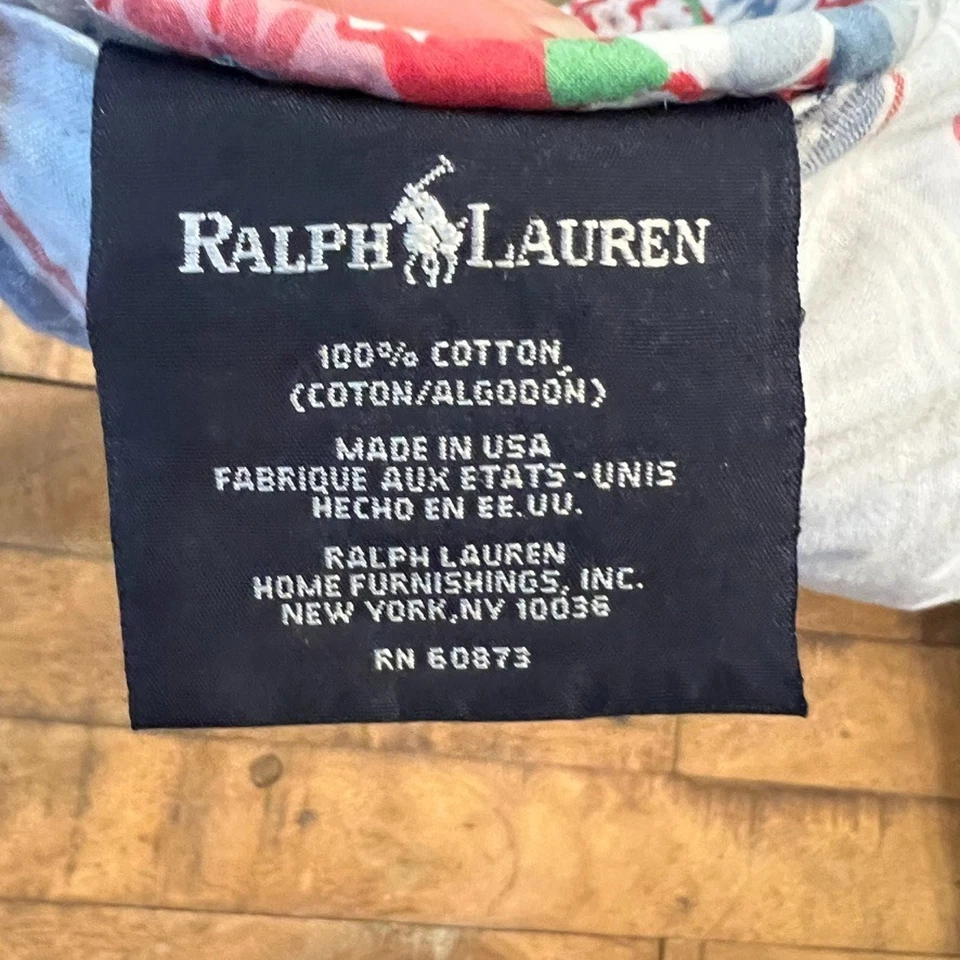 RALPH LAUREN
100% COTTON
(COTON/ALGODÓN)
MADE IN USA
FABRIQUE AUX ETATS-UNIS
HECHO EN EE.UU.
RALPH LAUREN
HOME FURNISHINGS, INC.
NEW YORK,NY 10036
RN 60873